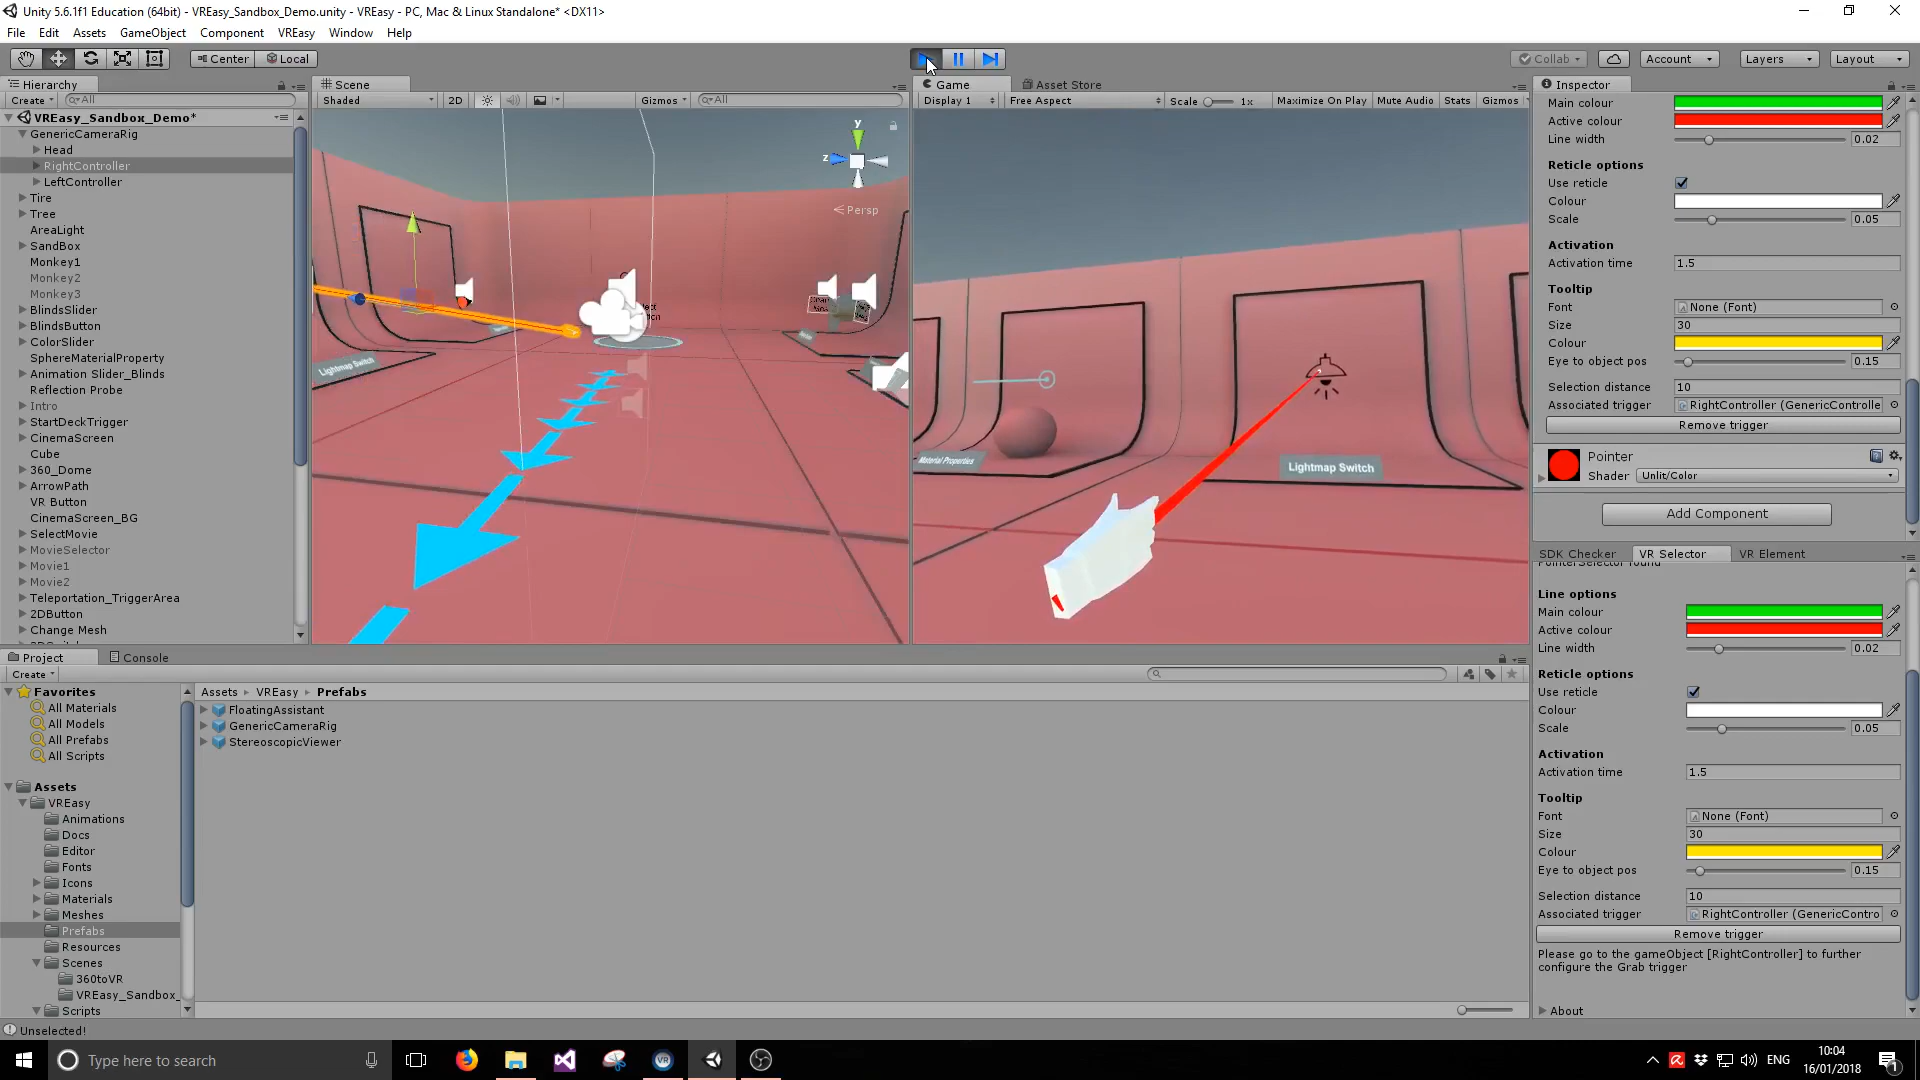 Unity 5.6.1f1 Education (64bit) - VREasy_Sandbox_Demo.unity - VREasy - PC, Mac & Linux Standalone* <DX11>
File Edit Assets GameObject Component VREasy Window Help
Center Local
Collab Account Layers Layout
Hierarchy
Create All
VREasy_Sandbox_Demo*
GenericCameraRig
Head
RightController
LeftController
Tire
Tree
AreaLight
SandBox
Monkey1
Monkey2
Monkey3
BlindsSlider
BlindsButton
ColorSlider
SphereMaterialProperty
Animation Slider_Blinds
Reflection Probe
Intro
StartDeckTrigger
CinemaScreen
Cube
360_Dome
ArrowPath
VR Button
CinemaScreen_BG
SelectMovie
MovieSelector
Movie1
Movie2
Teleportation_TriggerArea
2DButton
Change Mesh
Scene
Shaded 2D Gizmos All
y
z
Persp
Lightmap Switch
Game Asset Store
Display 1 Free Aspect Scale 1x Maximize On Play Mute Audio Stats Gizmos
Material Properties
Lightmap Switch
Inspector
Main colour
Active colour
Line width 0.02
Reticle options
Use reticle
Colour
Scale 0.05
Activation
Activation time 1.5
Tooltip
Font None (Font)
Size 30
Colour
Eye to object pos 0.15
Selection distance 10
Associated trigger RightController (GenericControlle
Remove trigger
Pointer
Shader Unlit/Color
Add Component
SDK Checker VR Selector VR Element
PointerSelector found
Line options
Main colour
Active colour
Line width 0.02
Reticle options
Use reticle
Colour
Scale 0.05
Activation
Activation time 1.5
Tooltip
Font None (Font)
Size 30
Colour
Eye to object pos 0.15
Selection distance 10
Associated trigger RightController (GenericContro
Remove trigger
Please go to the gameObject [RightController] to further
configure the Grab trigger
About
Project Console
Create
Favorites
All Materials
All Models
All Prefabs
All Scripts
Assets
VREasy
Animations
Docs
Editor
Fonts
Icons
Materials
Meshes
Prefabs
Resources
Scenes
360toVR
VREasy_Sandbox_
Scripts
Assets VREasy Prefabs
FloatingAssistant
GenericCameraRig
StereoscopicViewer
Unselected!
Type here to search
VR
ENG
10:04
16/01/2018
1